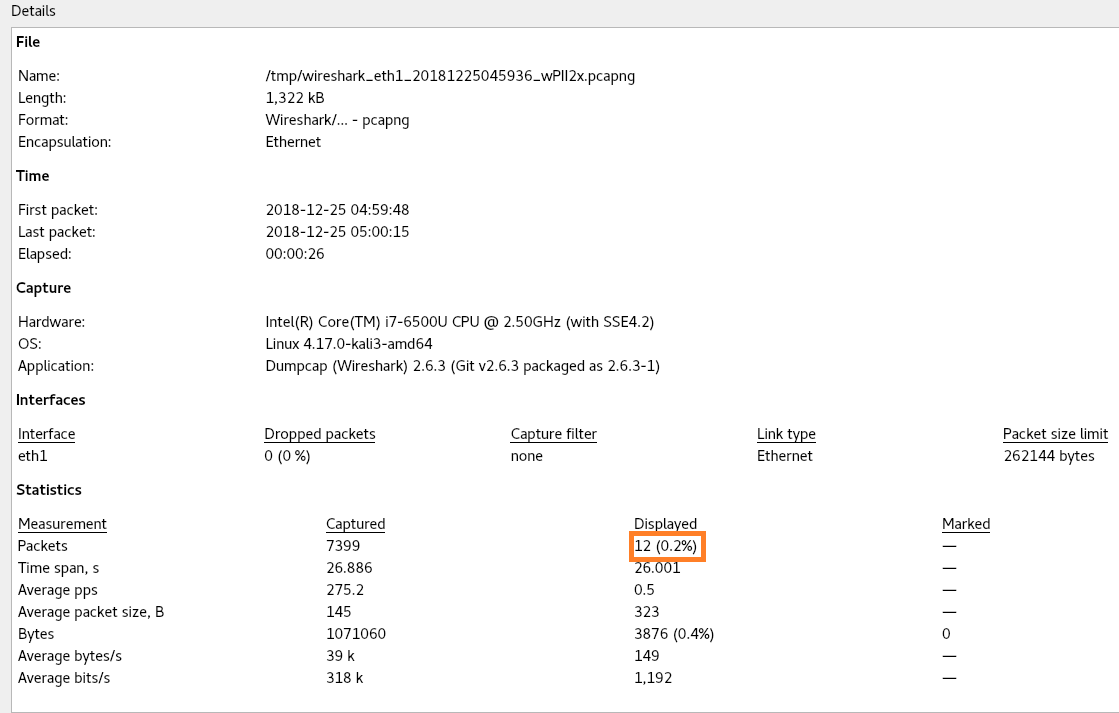 Details
File
Name: /tmp/wireshark_eth1_20181225045936_wPII2x.pcapng
Length: 1,322 kB
Format: Wireshark/... - pcapng
Encapsulation: Ethernet
Time
First packet: 2018-12-25 04:59:48
Last packet: 2018-12-25 05:00:15
Elapsed: 00:00:26
Capture
Hardware: Intel(R) Core(TM) i7-6500U CPU @ 2.50GHz (with SSE4.2)
OS: Linux 4.17.0-kali3-amd64
Application: Dumpcap (Wireshark) 2.6.3 (Git v2.6.3 packaged as 2.6.3-1)
Interfaces
Interface Dropped packets Capture filter Link type Packet size limit
eth1 0 (0 %) none Ethernet 262144 bytes
Statistics
Measurement Captured Displayed Marked
Packets 7399 12 (0.2%) —
Time span, s 26.886 26.001 —
Average pps 275.2 0.5 —
Average packet size, B 145 323 —
Bytes 1071060 3876 (0.4%) 0
Average bytes/s 39 k 149 —
Average bits/s 318 k 1,192 —